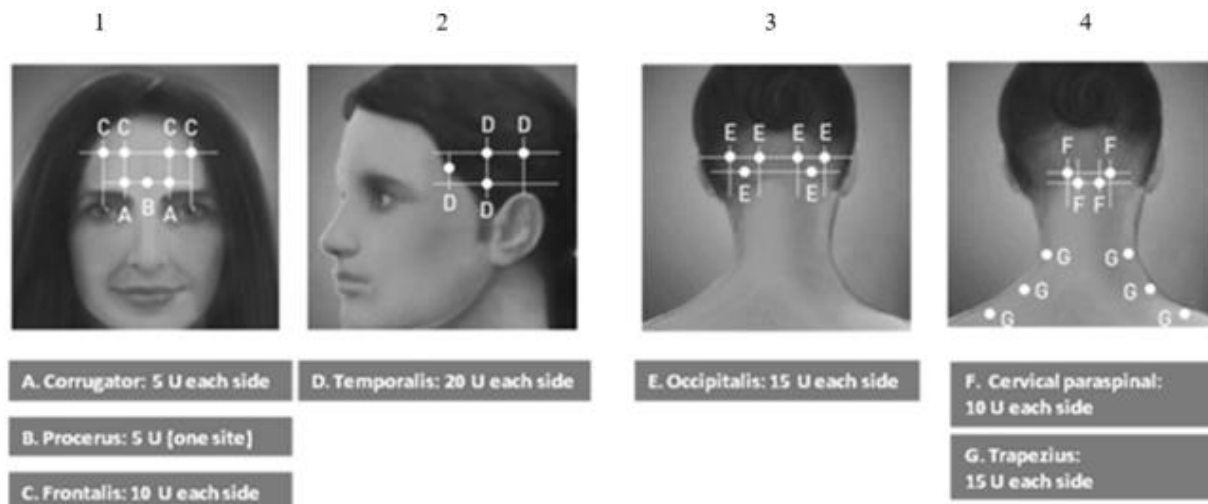 1 2 3 4
C C C C
A B A
D D
D D
E E E E
E E
F F
F F
G G
G G
G G
A. Corrugator: 5 U each side
B. Procerus: 5 U [one site]
C. Frontalis: 10 U each side
D. Temporalis: 20 U each side
E. Occipitalis: 15 U each side
F. Cervical paraspinal:
10 U each side
G. Trapezius:
15 U each side